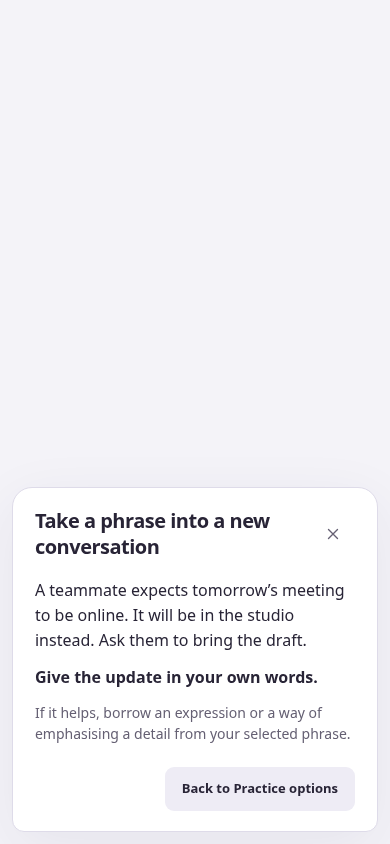 Take a phrase into a new
conversation
A teammate expects tomorrow’s meeting
to be online. It will be in the studio
instead. Ask them to bring the draft.
Give the update in your own words.
If it helps, borrow an expression or a way of
emphasising a detail from your selected phrase.
Back to Practice options